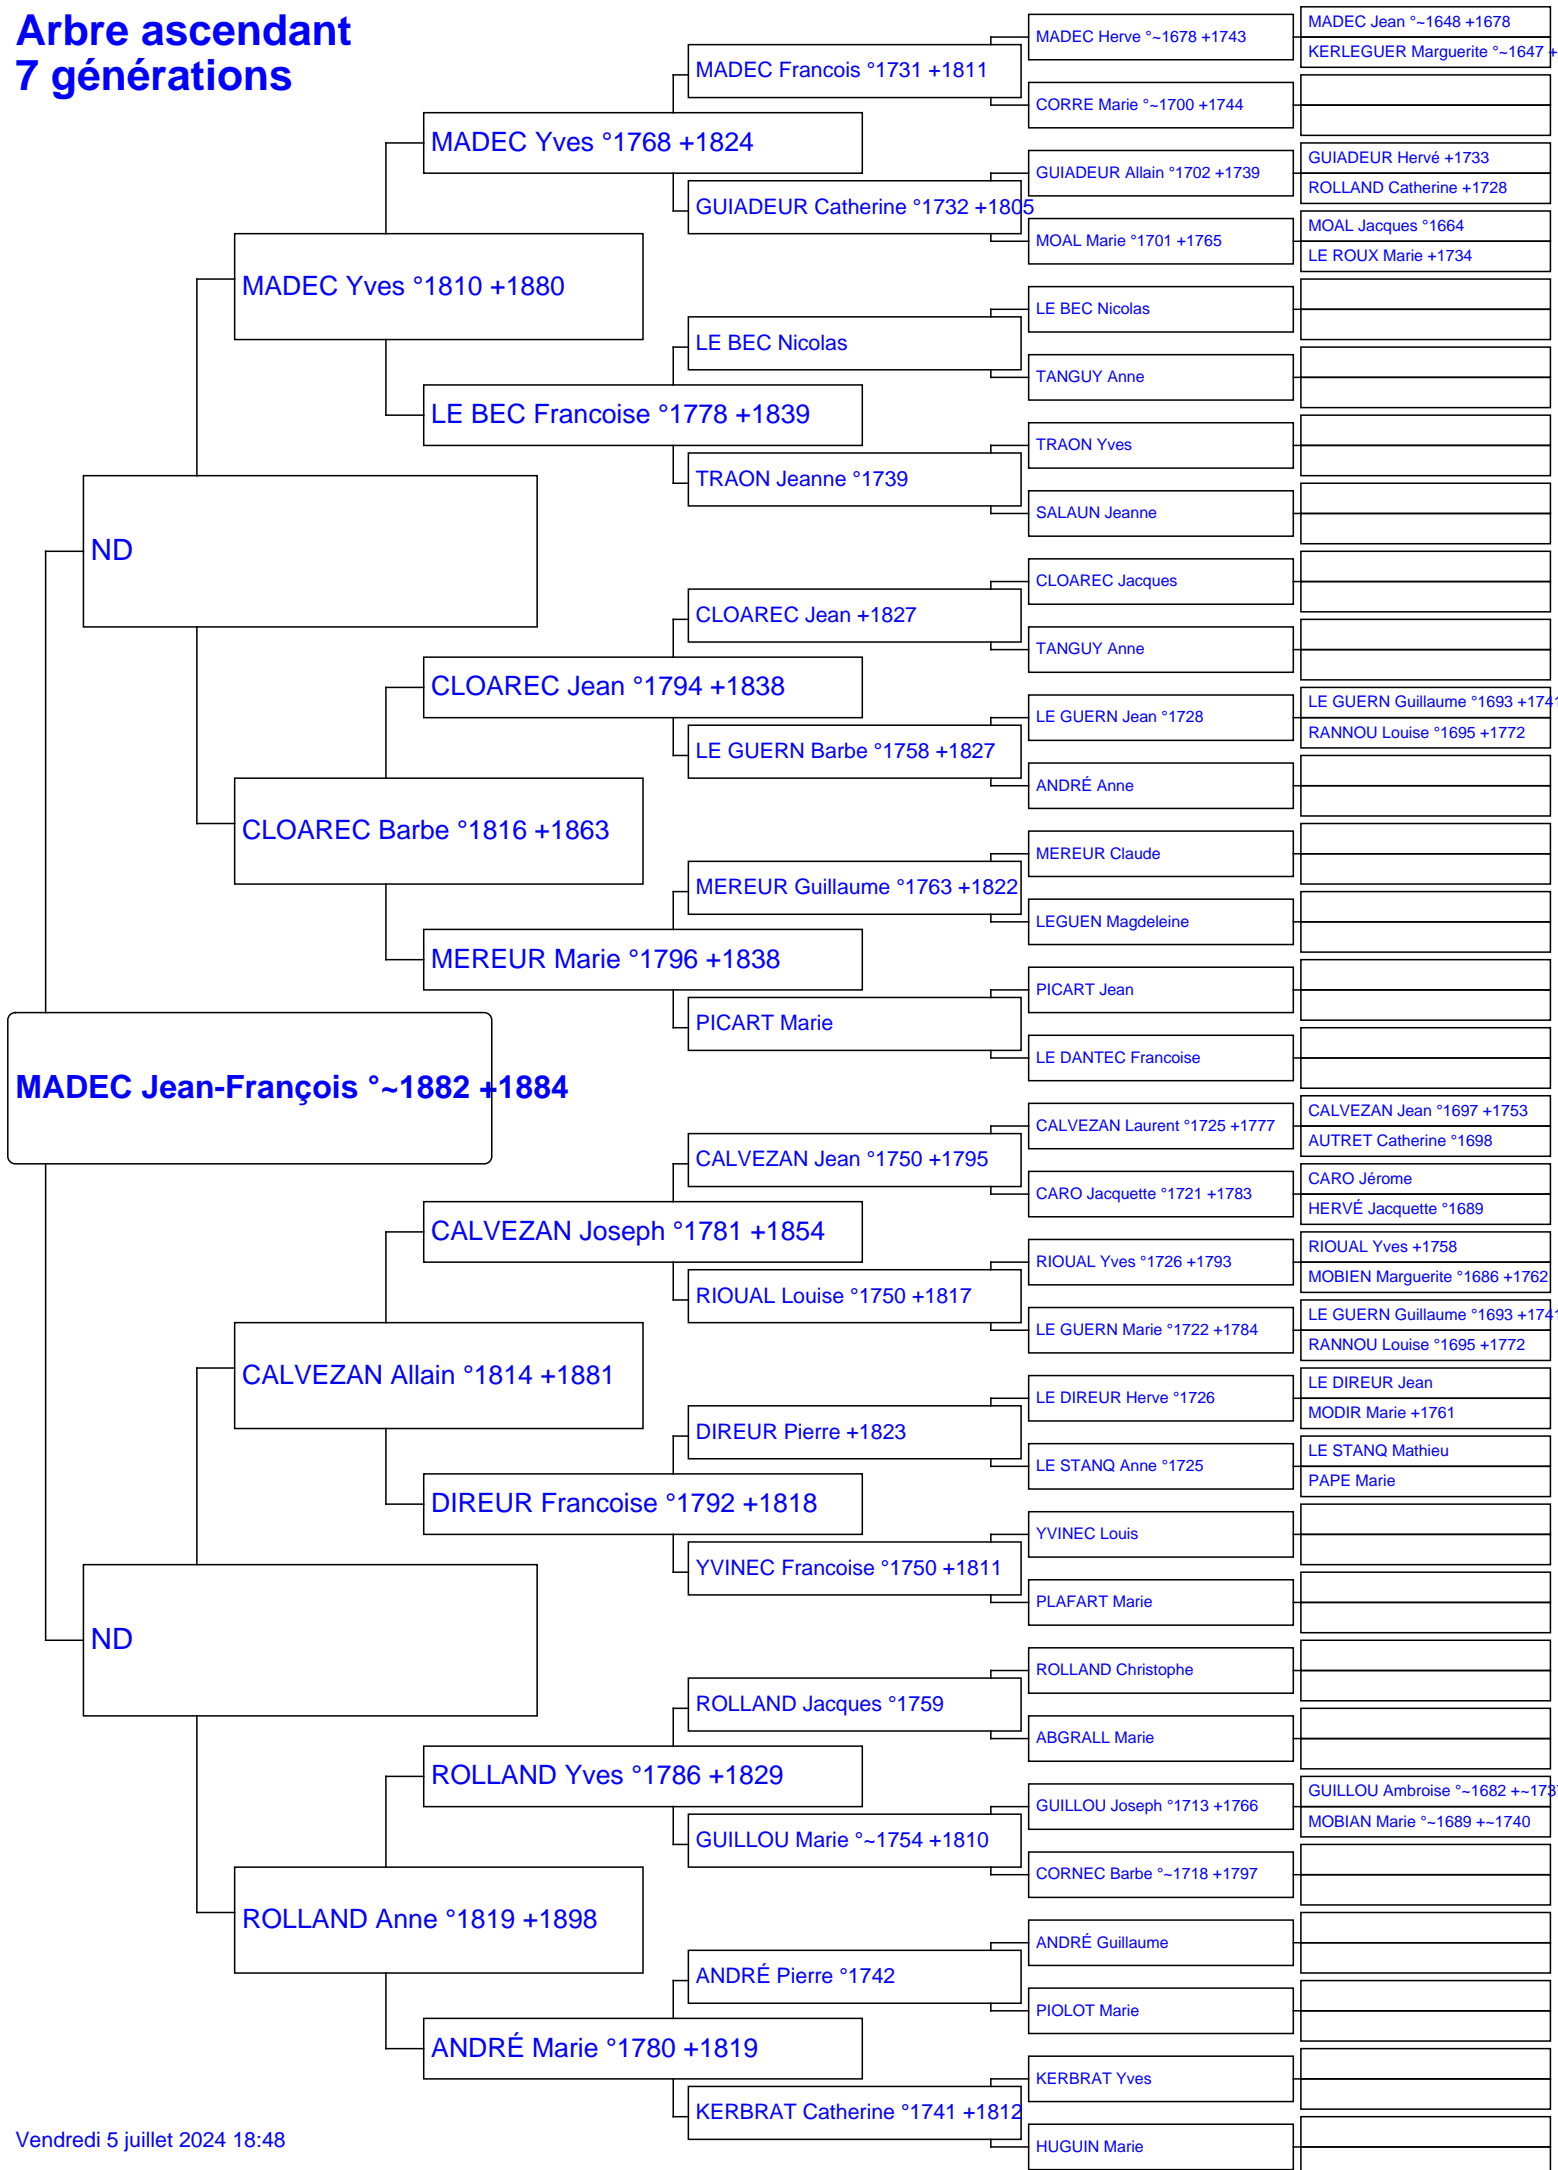 Arbre ascendant
7 générations
MADEC Jean-François °~1882 +1884
ND
ND
MADEC Yves °1810 +1880
CLOAREC Barbe °1816 +1863
CALVEZAN Allain °1814 +1881
ROLLAND Anne °1819 +1898
MADEC Yves °1768 +1824
LE BEC Francoise °1778 +1839
CLOAREC Jean °1794 +1838
MEREUR Marie °1796 +1838
CALVEZAN Joseph °1781 +1854
DIREUR Francoise °1792 +1818
ROLLAND Yves °1786 +1829
ANDRÉ Marie °1780 +1819
MADEC Francois °1731 +1811
GUIADEUR Catherine °1732 +1805
LE BEC Nicolas
TRAON Jeanne °1739
CLOAREC Jean +1827
LE GUERN Barbe °1758 +1827
MEREUR Guillaume °1763 +1822
PICART Marie
CALVEZAN Jean °1750 +1795
RIOUAL Louise °1750 +1817
DIREUR Pierre +1823
YVINEC Francoise °1750 +1811
ROLLAND Jacques °1759
GUILLOU Marie °~1754 +1810
ANDRÉ Pierre °1742
KERBRAT Catherine °1741 +1812
MADEC Herve °~1678 +1743
CORRE Marie °~1700 +1744
GUIADEUR Allain °1702 +1739
MOAL Marie °1701 +1765
LE BEC Nicolas
TANGUY Anne
TRAON Yves
SALAUN Jeanne
CLOAREC Jacques
TANGUY Anne
LE GUERN Jean °1728
ANDRÉ Anne
MEREUR Claude
LEGUEN Magdeleine
PICART Jean
LE DANTEC Francoise
CALVEZAN Laurent °1725 +1777
CARO Jacquette °1721 +1783
RIOUAL Yves °1726 +1793
LE GUERN Marie °1722 +1784
LE DIREUR Herve °1726
LE STANQ Anne °1725
YVINEC Louis
PLAFART Marie
ROLLAND Christophe
ABGRALL Marie
GUILLOU Joseph °1713 +1766
CORNEC Barbe °~1718 +1797
ANDRÉ Guillaume
PIOLOT Marie
KERBRAT Yves
HUGUIN Marie
MADEC Jean °~1648 +1678
KERLEGUER Marguerite °~1647 +
GUIADEUR Hervé +1733
ROLLAND Catherine +1728
MOAL Jacques °1664
LE ROUX Marie +1734
LE GUERN Guillaume °1693 +1741
RANNOU Louise °1695 +1772
CALVEZAN Jean °1697 +1753
AUTRET Catherine °1698
CARO Jérome
HERVÉ Jacquette °1689
RIOUAL Yves +1758
MOBIEN Marguerite °1686 +1762
LE GUERN Guillaume °1693 +1741
RANNOU Louise °1695 +1772
LE DIREUR Jean
MODIR Marie +1761
LE STANQ Mathieu
PAPE Marie
GUILLOU Ambroise °~1682
MOBIAN Marie °~1689 +~1740
Vendredi 5 juillet 2024 18:48